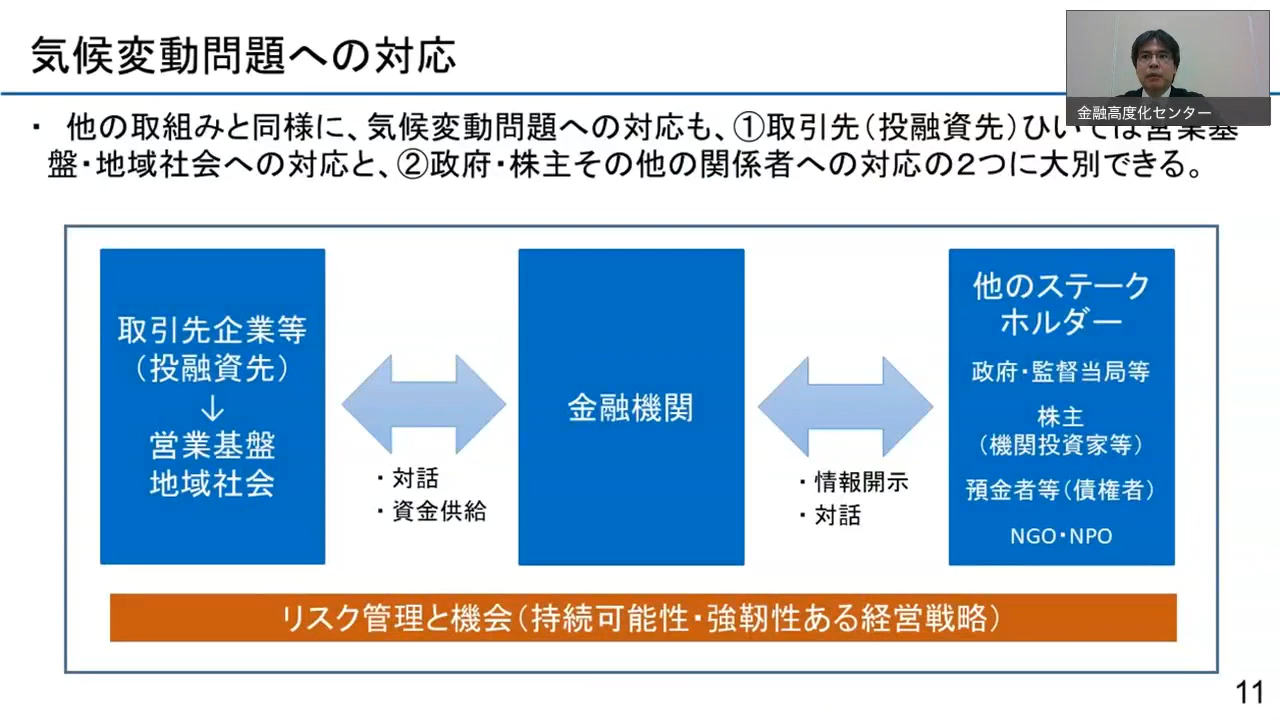 気候変動問題への対応
金融高度化センター
・ 他の取組みと同様に、気候変動問題への対応も、①取引先(投融資先)ひいては営業基
盤・地域社会への対応と、②政府・株主その他の関係者への対応の2つに大別できる。
取引先企業等
(投融資先)
↓
営業基盤
地域社会
・対話
・資金供給
金融機関
・情報開示
・対話
他のステーク
ホルダー
政府・監督当局等
株主
(機関投資家等)
預金者等(債権者)
NGO・NPO
リスク管理と機会(持続可能性・強靭性ある経営戦略)
11